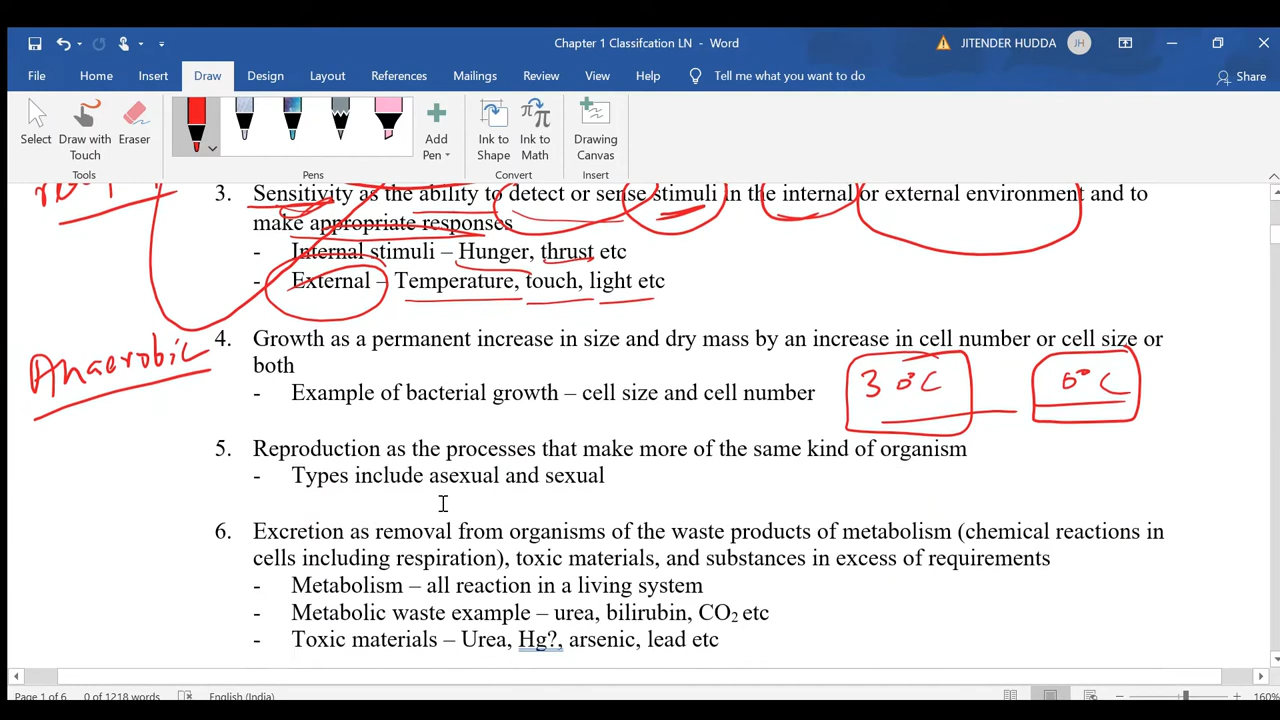 Chapter 1 Classifcation LN - Word
JITENDER HUDDA
JH
File Home Insert Draw Design Layout References Mailings Review View Help Tell me what you want to do
Share
Select
Draw with Touch
Eraser
Add Pen
Ink to Shape
Ink to Math
Drawing Canvas
Tools
Pens
Convert
Insert
3. Sensitivity as the ability to detect or sense stimuli in the internal or external environment and to
make appropriate responses
- Internal stimuli – Hunger, thrust etc
- External – Temperature, touch, light etc
Anaerobic
4. Growth as a permanent increase in size and dry mass by an increase in cell number or cell size or
both
- Example of bacterial growth – cell size and cell number
3 0°C
0°C
5. Reproduction as the processes that make more of the same kind of organism
- Types include asexual and sexual
6. Excretion as removal from organisms of the waste products of metabolism (chemical reactions in
cells including respiration), toxic materials, and substances in excess of requirements
- Metabolism – all reaction in a living system
- Metabolic waste example – urea, bilirubin, CO2 etc
- Toxic materials – Urea, Hg?, arsenic, lead etc
Page 1 of 6 0 of 1218 words English (India) 160%